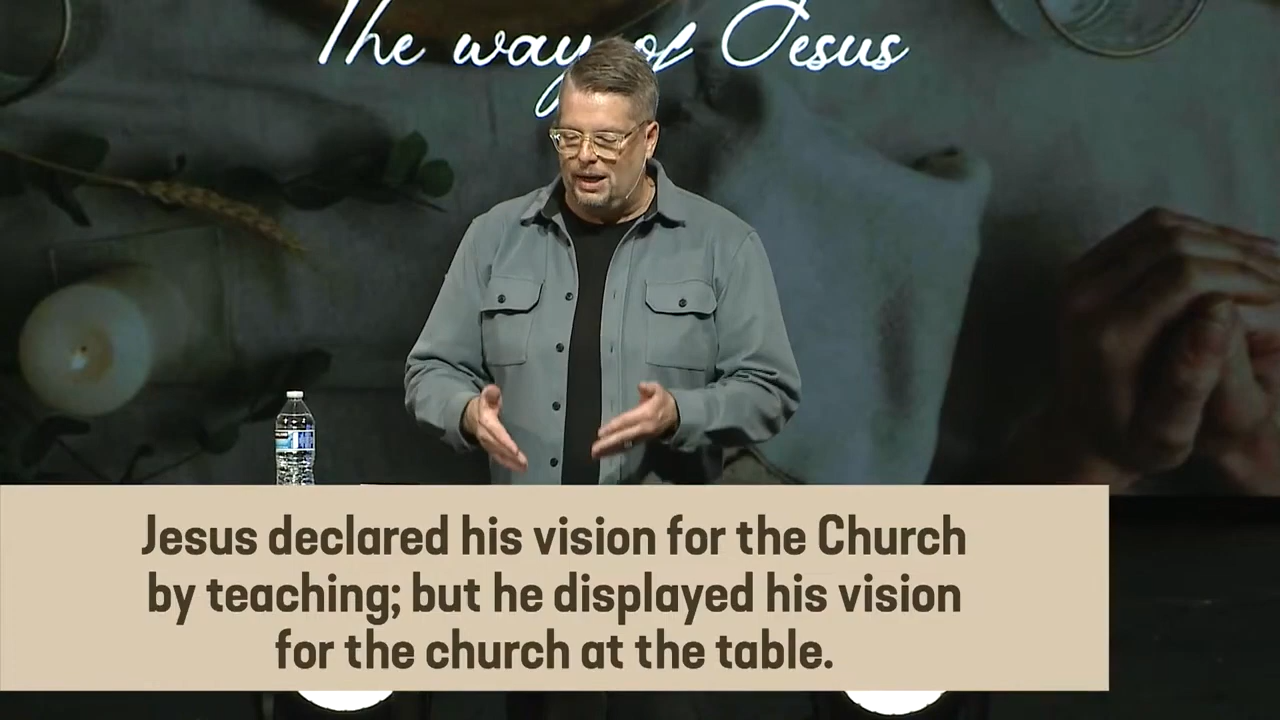 The way of Jesus
Jesus declared his vision for the Church
by teaching; but he displayed his vision
for the church at the table.